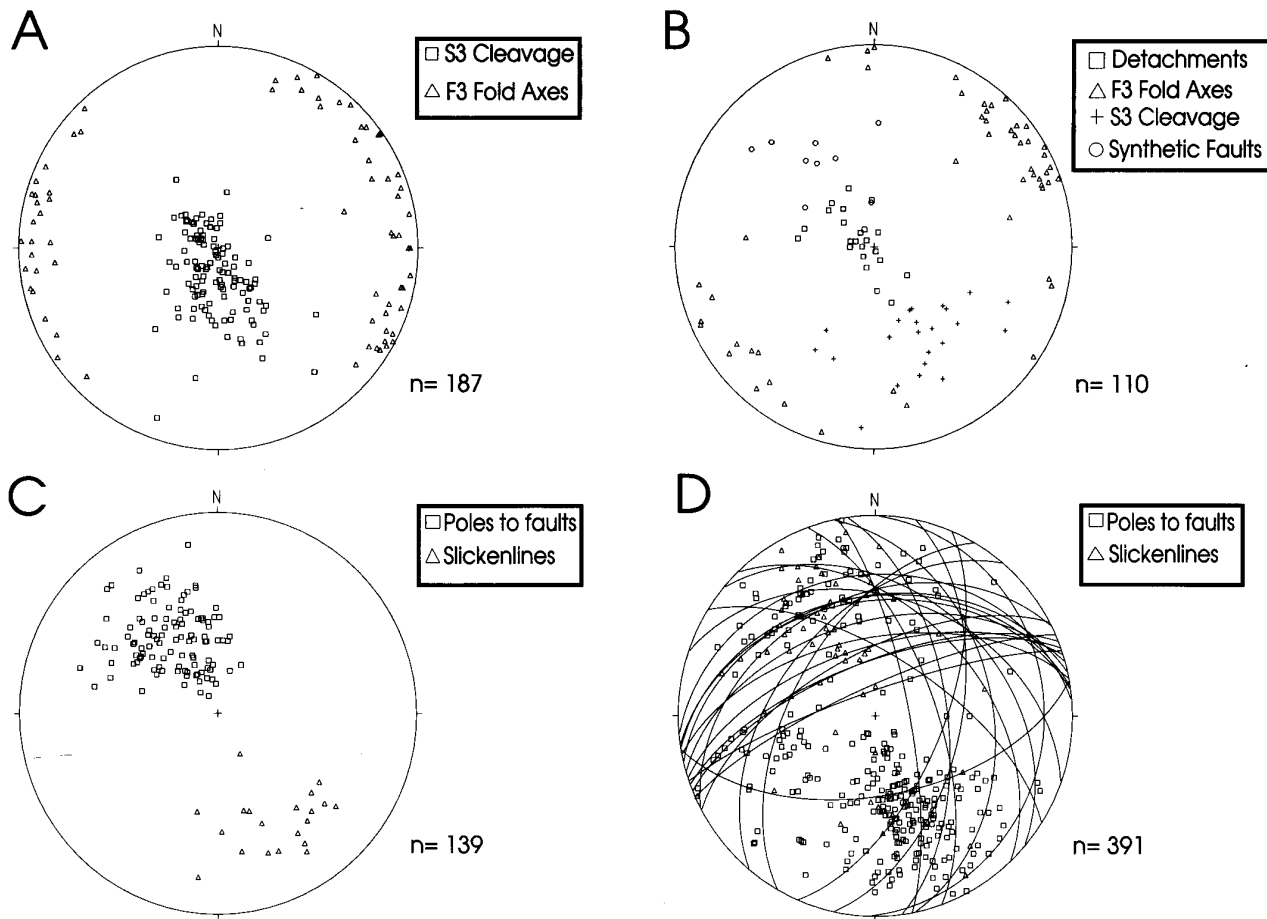 A
N
S3 Cleavage
F3 Fold Axes
n= 187
B
N
Detachments
F3 Fold Axes
S3 Cleavage
Synthetic Faults
n= 110
C
N
Poles to faults
Slickenlines
n= 139
D
N
Poles to faults
Slickenlines
n= 391